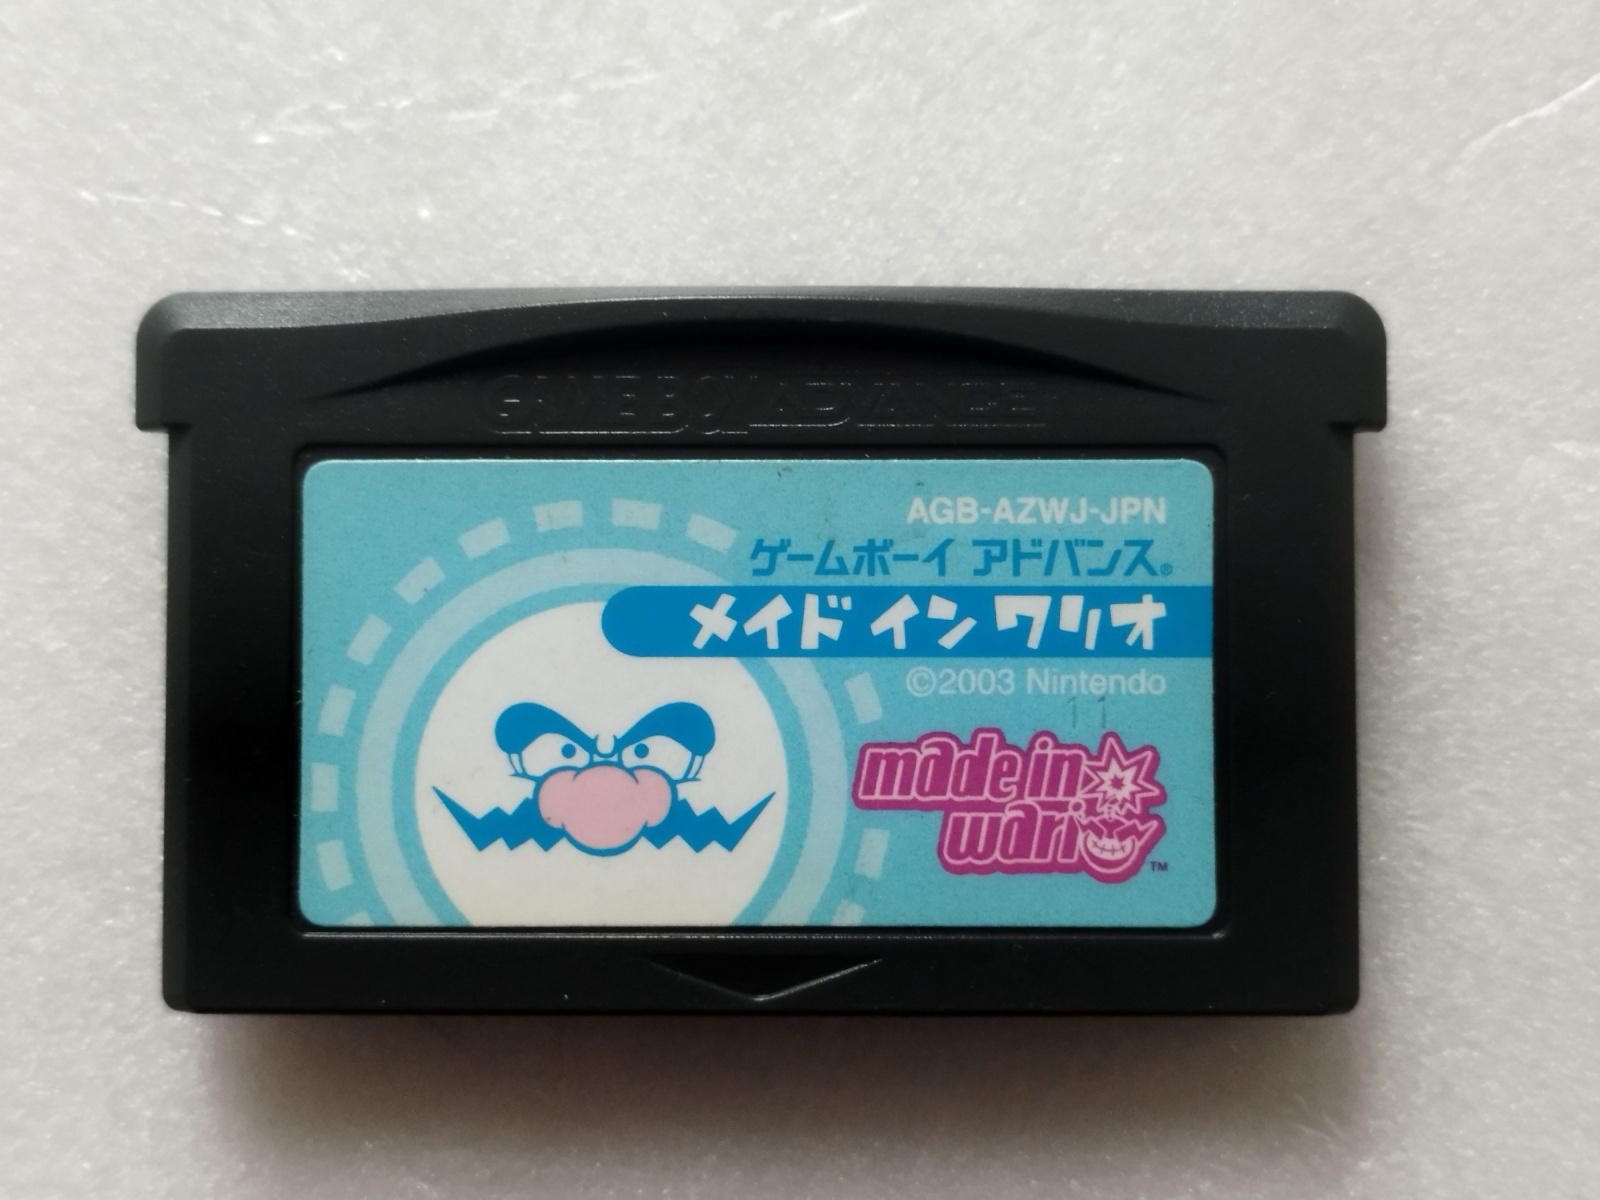 GAME BOY ADVANCE
AGB-AZWJ-JPN
ゲームボーイ アドバンス®
メイド イン ワリオ
©2003 Nintendo
11
made in
wario™